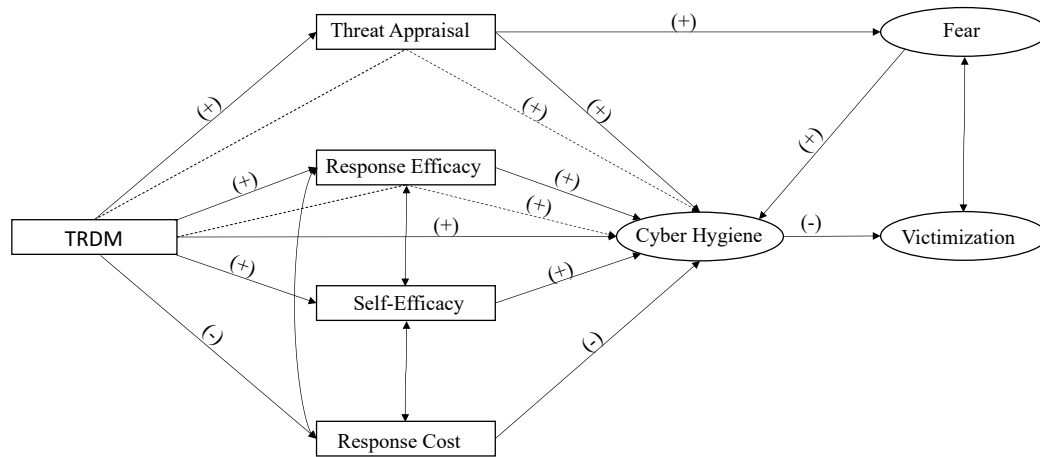 Threat Appraisal
(+)
Fear
(+)
(+)
(+)
(+)
Response Efficacy
(+)
(+)
(+)
TRDM
(+)
Cyber Hygiene
(-)
Victimization
(+)
(+)
Self-Efficacy
(-)
(-)
Response Cost